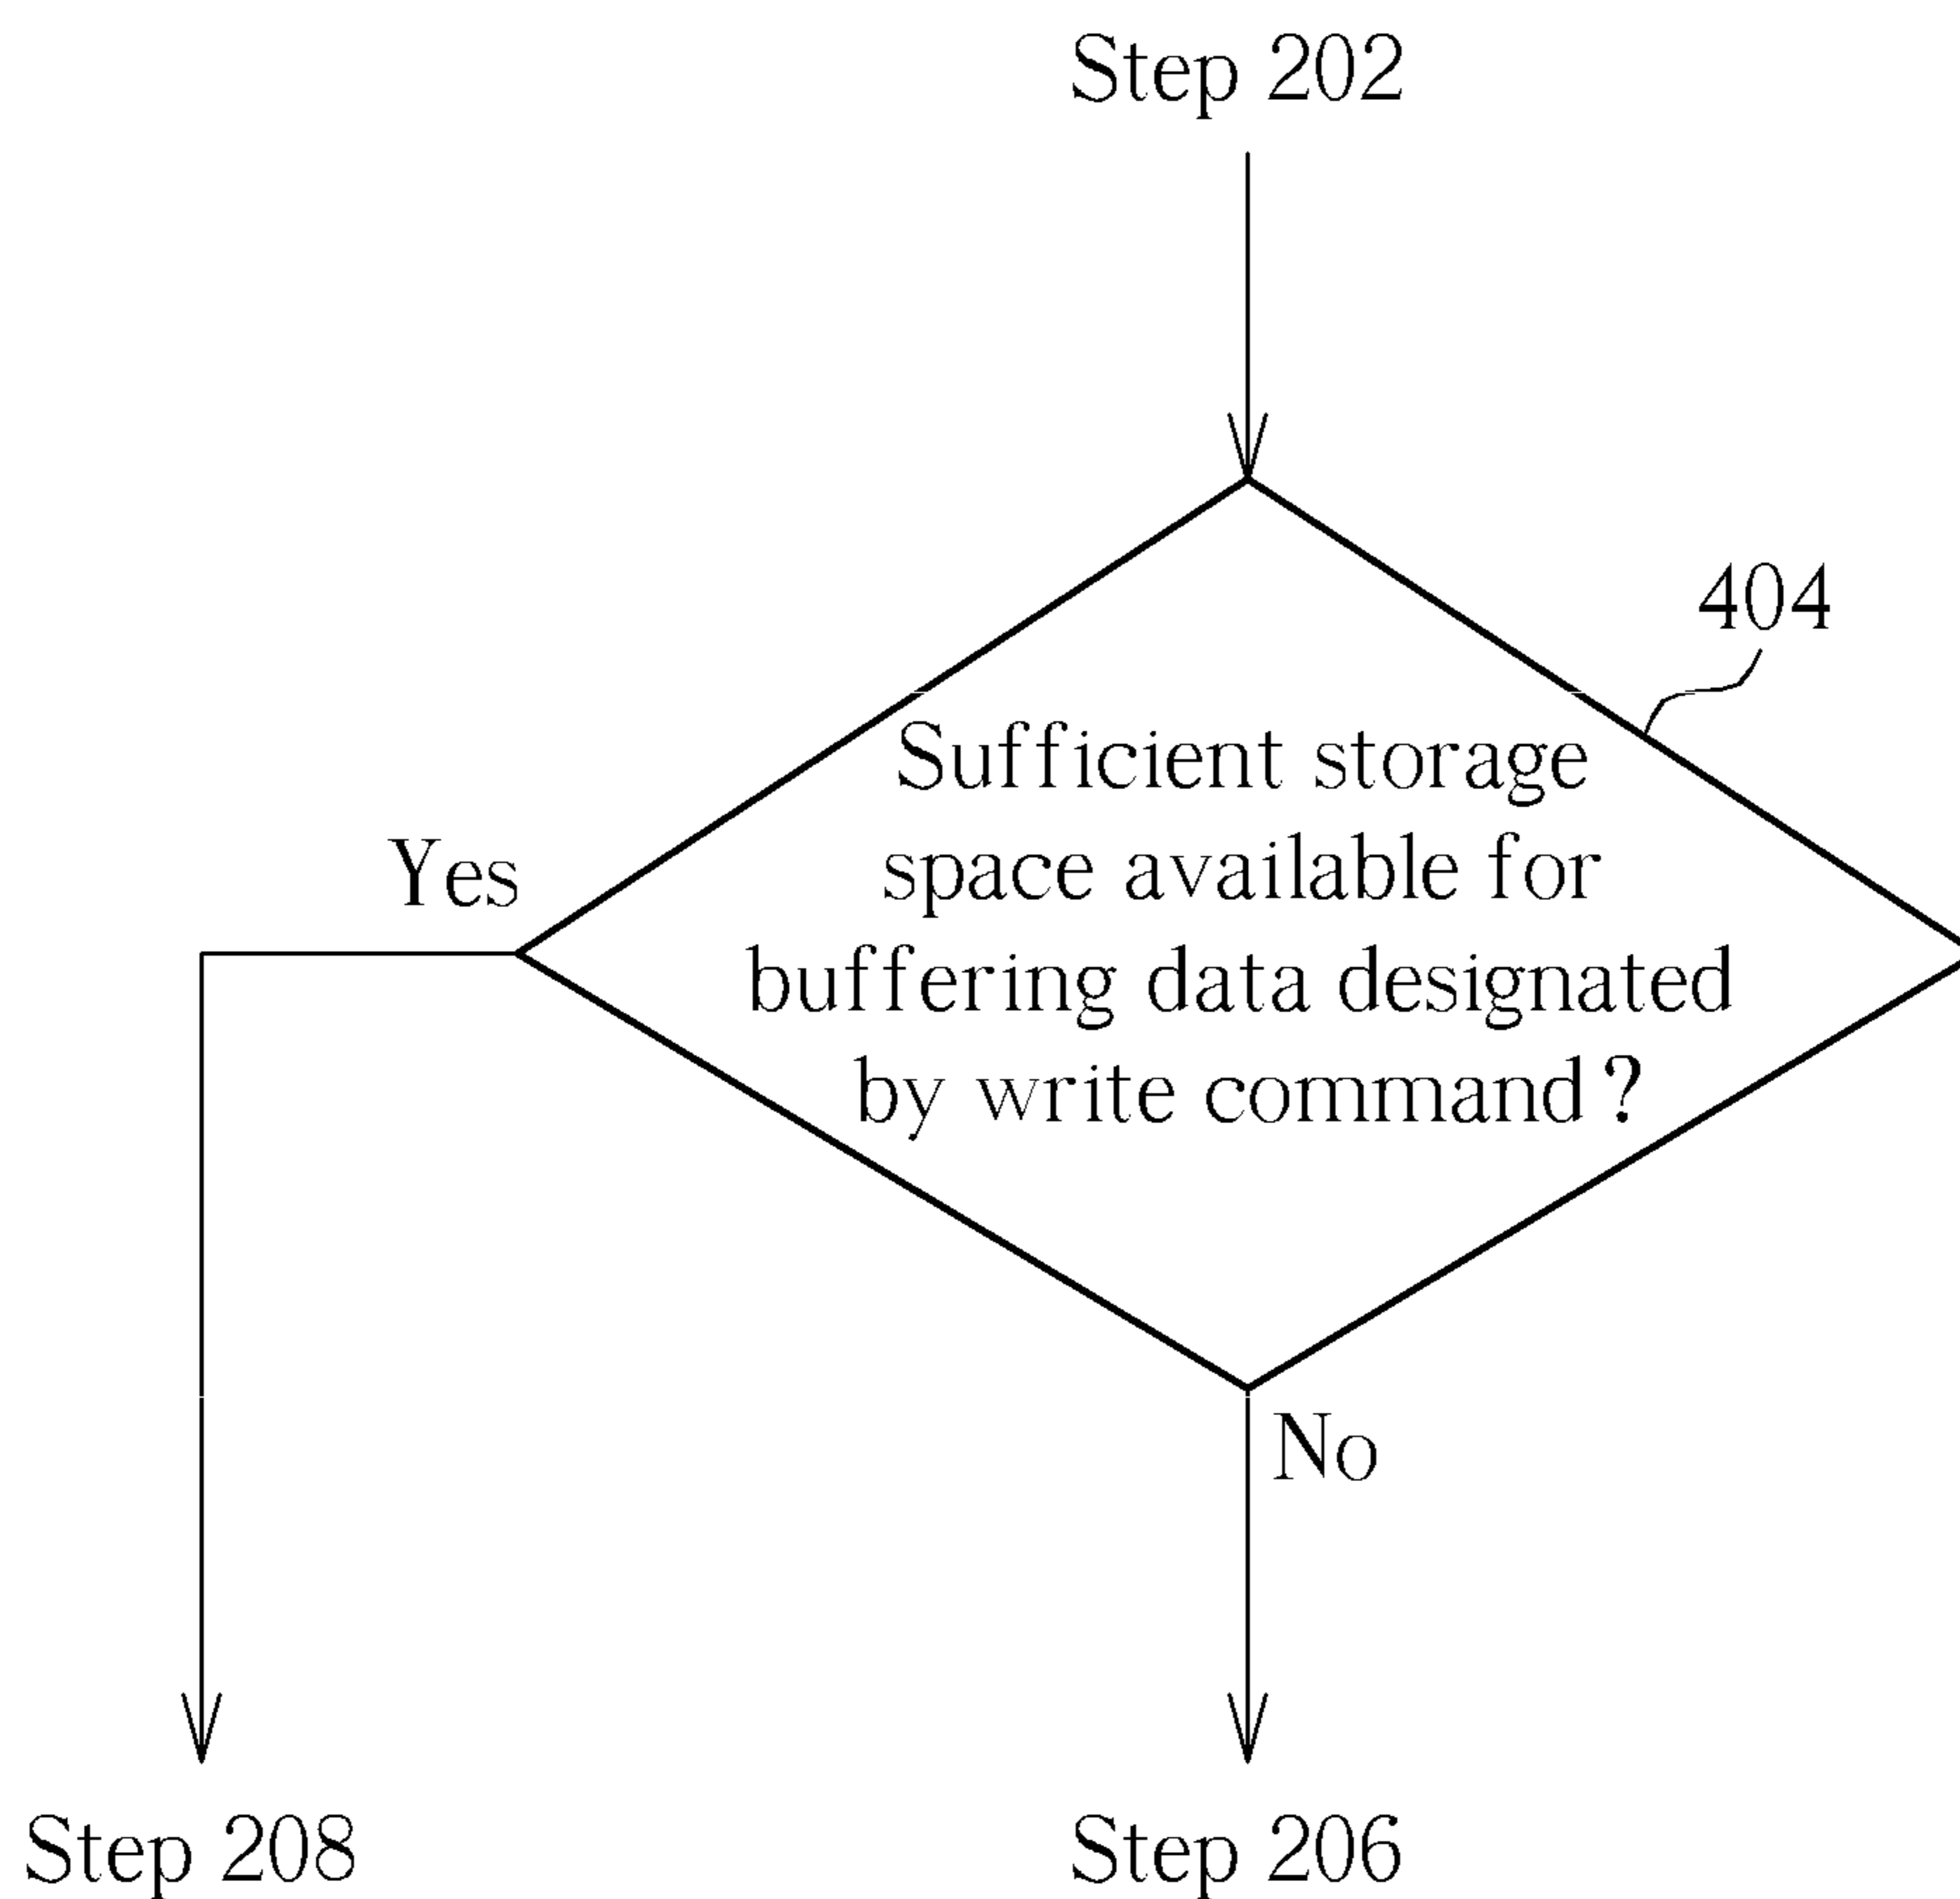 Step 202
404
Sufficient storage
space available for
buffering data designated
by write command?
Yes
No
Step 208
Step 206